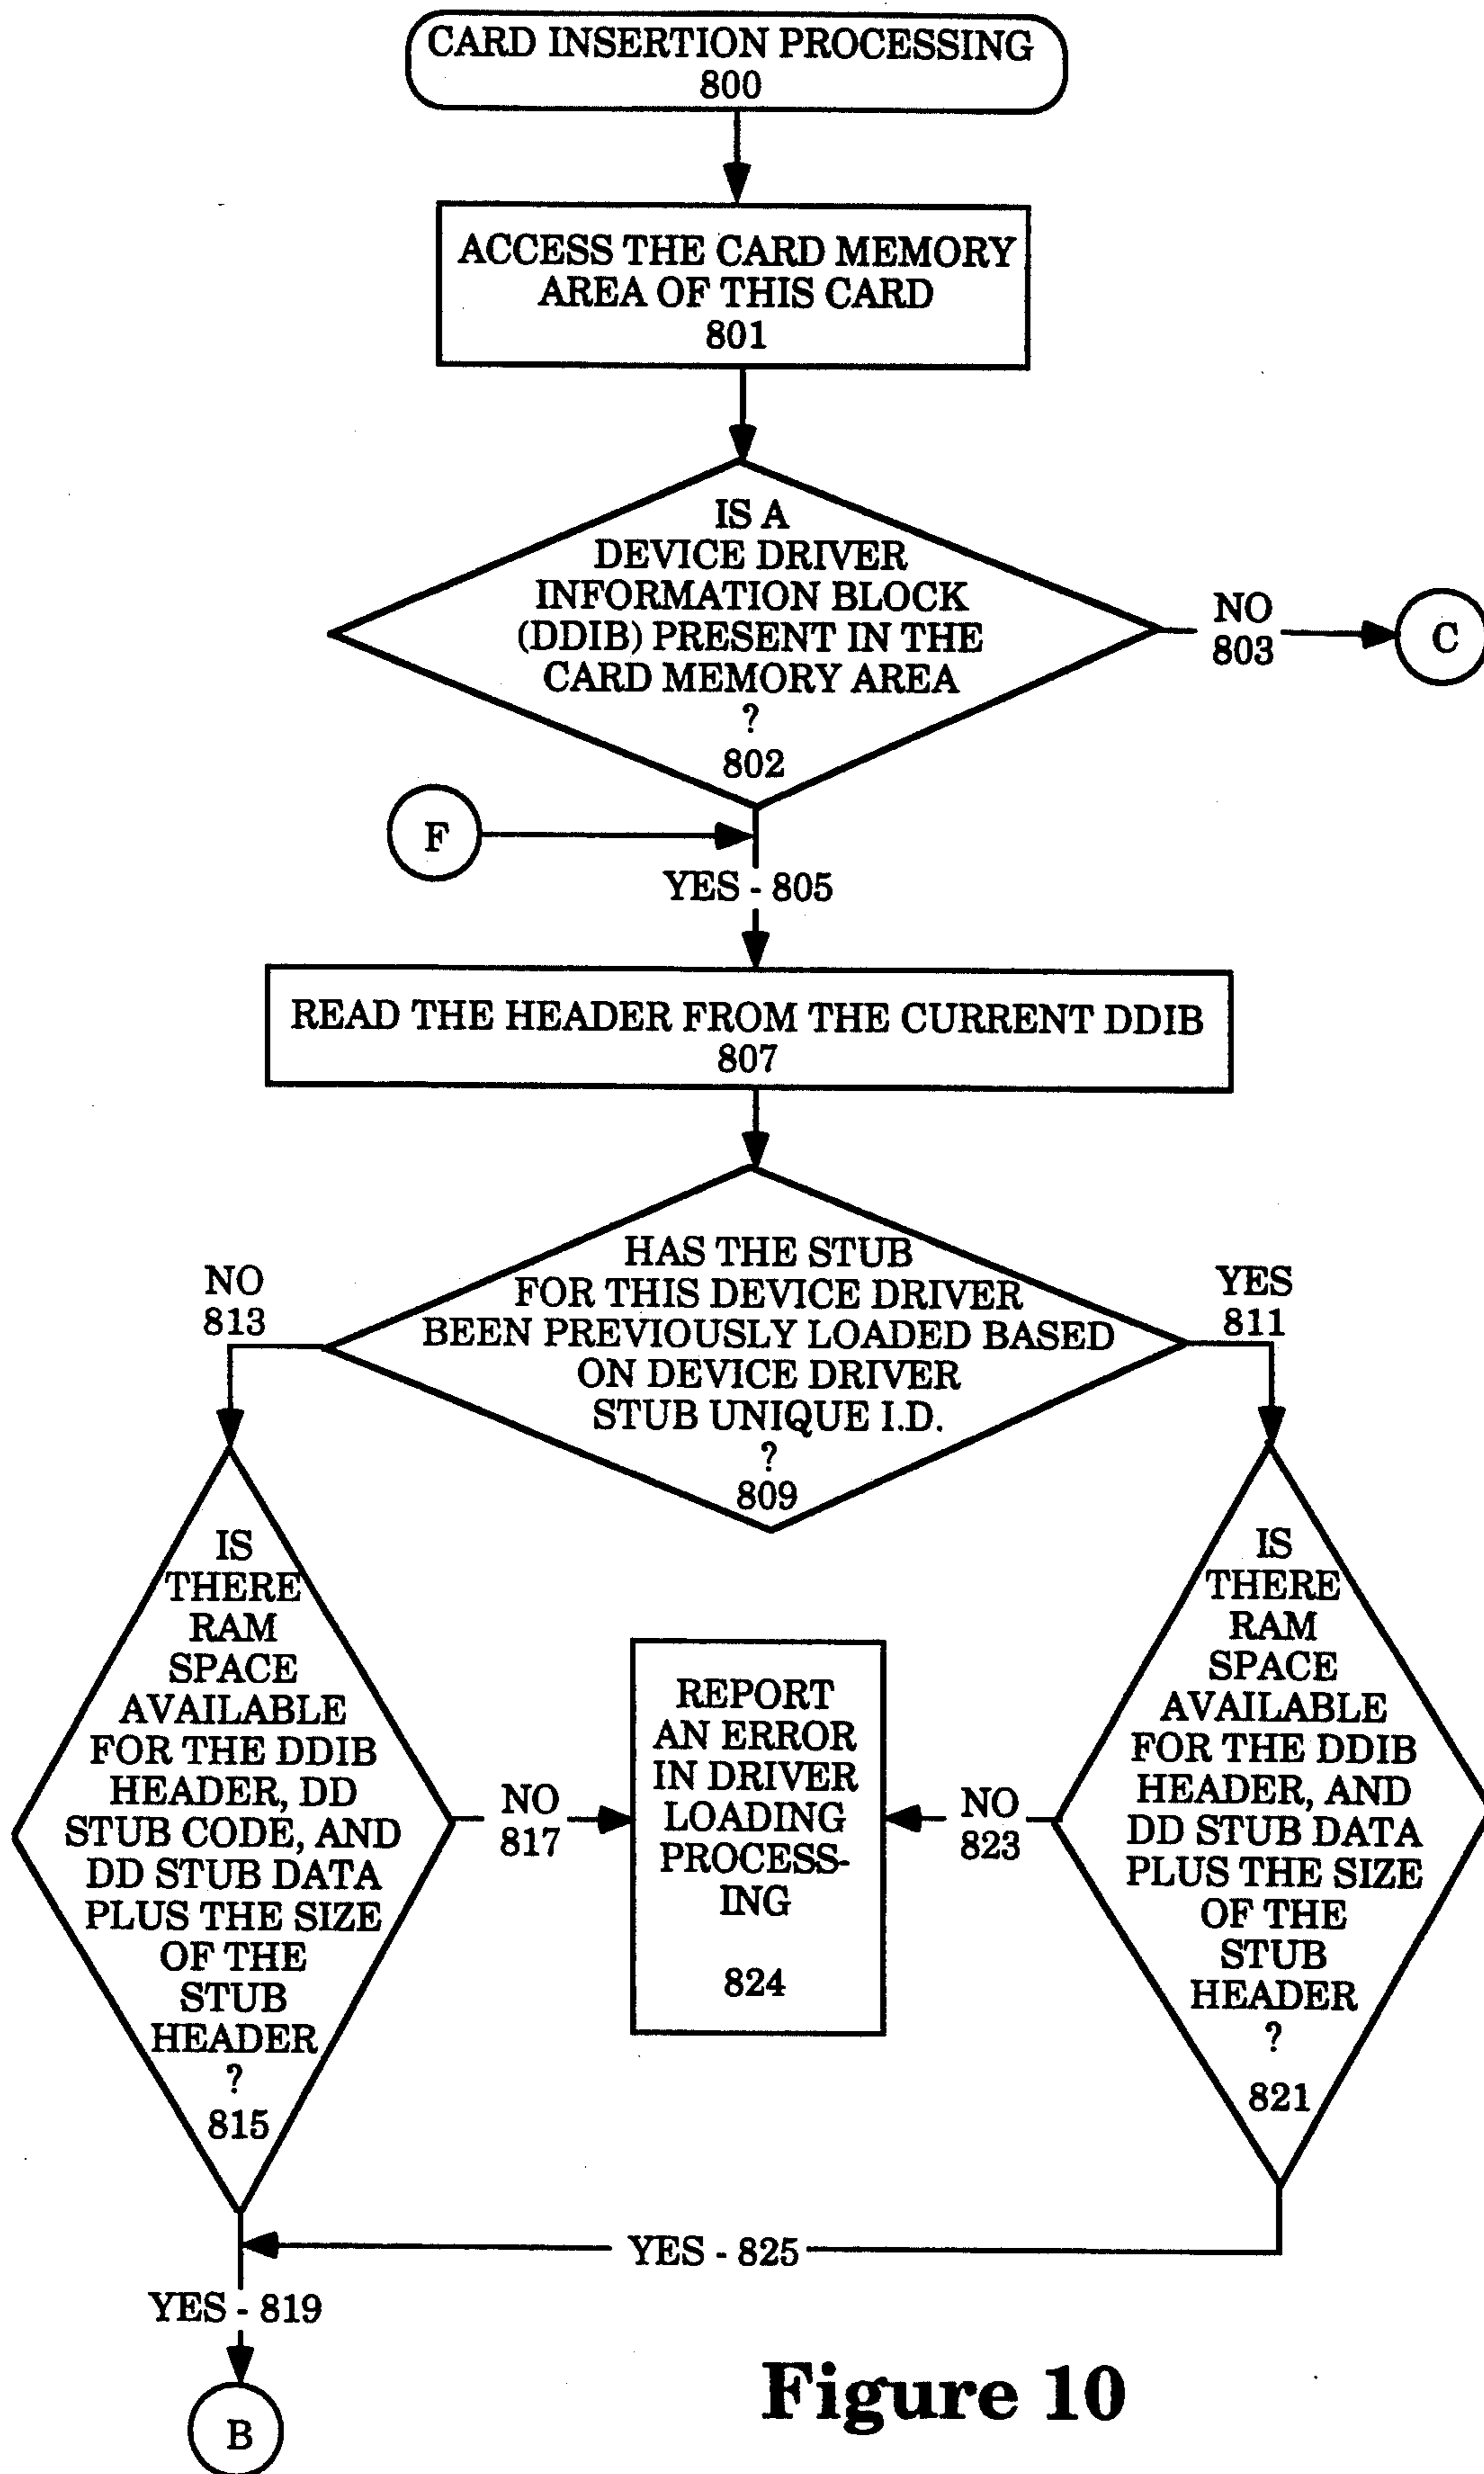 CARD INSERTION PROCESSING
800
ACCESS THE CARD MEMORY
AREA OF THIS CARD
801
IS A
DEVICE DRIVER
INFORMATION BLOCK
(DDIB) PRESENT IN THE
CARD MEMORY AREA
?
802
NO
803
C
F
YES - 805
READ THE HEADER FROM THE CURRENT DDIB
807
HAS THE STUB
FOR THIS DEVICE DRIVER
BEEN PREVIOUSLY LOADED BASED
ON DEVICE DRIVER
STUB UNIQUE I.D.
?
809
NO
813
YES
811
IS
THERE
RAM
SPACE
AVAILABLE
FOR THE DDIB
HEADER, DD
STUB CODE, AND
DD STUB DATA
PLUS THE SIZE
OF THE
STUB
HEADER
?
815
NO
817
REPORT
AN ERROR
IN DRIVER
LOADING
PROCESS-
ING
824
NO
823
IS
THERE
RAM
SPACE
AVAILABLE
FOR THE DDIB
HEADER, AND
DD STUB DATA
PLUS THE SIZE
OF THE
STUB
HEADER
?
821
YES - 825
YES - 819
B
Figure 10